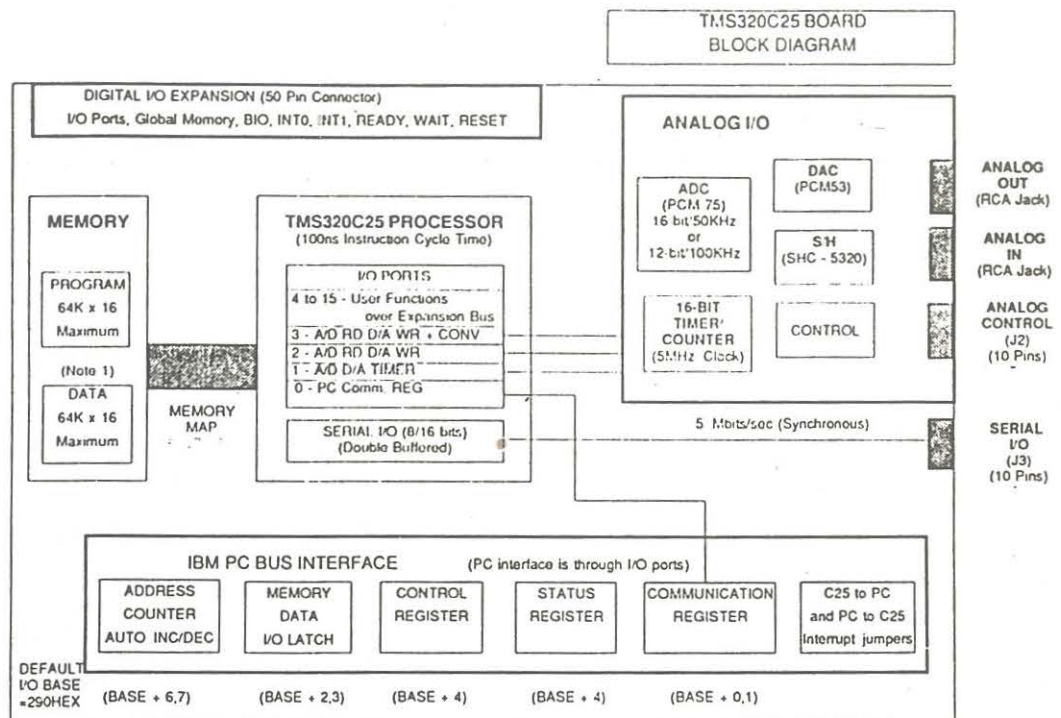 TMS320C25 BOARD
BLOCK DIAGRAM
DIGITAL I/O EXPANSION (50 Pin Connector)
I/O Ports, Global Momory, BIO, INT0, INT1, READY, WAIT, RESET
MEMORY
PROGRAM
64K x 16
Maximum
(Note 1)
DATA
64K x 16
Maximum
MEMORY
MAP
TMS320C25 PROCESSOR
(100ns Instruction Cycle Time)
I/O PORTS
4 to 15 - User Functions
over Expansion Bus
3 - A/D RD D/A WR + CONV
2 - A/D RD D/A WR
1 - A/D D/A TIMER
0 - PC Comm. REG
SERIAL I/O (8/16 bits)
(Double Buffered)
ANALOG I/O
ADC
(PCM 75)
16 bit/50KHz
or
12-bit/100KHz
DAC
(PCM53)
S/H
(SHC - 5320)
16-BIT
TIMER/
COUNTER
(5MHz Clock)
CONTROL
ANALOG
OUT
(RCA Jack)
ANALOG
IN
(RCA Jack)
ANALOG
CONTROL
(J2)
(10 Pins)
5 Mbits/sec (Synchronous)
SERIAL
I/O
(J3)
(10 Pins)
IBM PC BUS INTERFACE (PC interface is through I/O ports)
ADDRESS
COUNTER
AUTO INC/DEC
MEMORY
DATA
I/O LATCH
CONTROL
REGISTER
STATUS
REGISTER
COMMUNICATION
REGISTER
C25 to PC
and PC to C25
Interrupt jumpers
DEFAULT
I/O BASE
=290HEX
(BASE + 6,7)
(BASE + 2,3)
(BASE + 4)
(BASE + 4)
(BASE + 0,1)